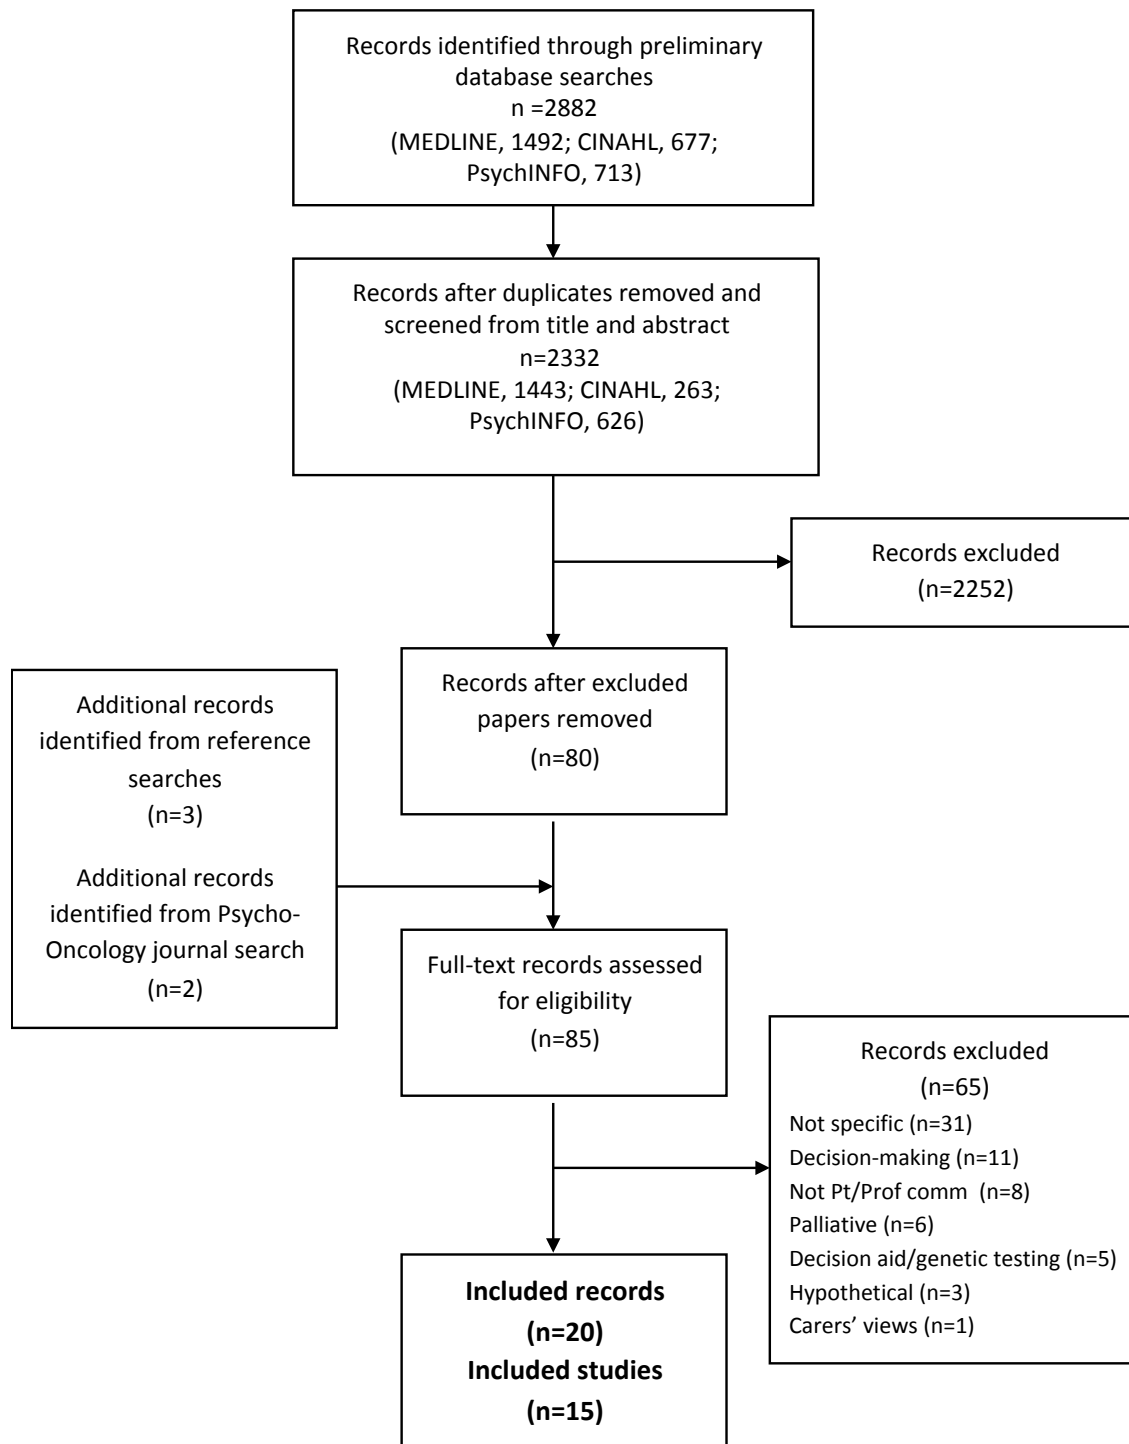 Records identified through preliminary
database searches
n =2882
(MEDLINE, 1492; CINAHL, 677;
PsychINFO, 713)
Records after duplicates removed and
screened from title and abstract
n=2332
(MEDLINE, 1443; CINAHL, 263;
PsychINFO, 626)
Records excluded
(n=2252)
Records after excluded
papers removed
(n=80)
Additional records
identified from reference
searches
(n=3)
Additional records
identified from Psycho-
Oncology journal search
(n=2)
Full-text records assessed
for eligibility
(n=85)
Records excluded
(n=65)
Not specific (n=31)
Decision-making (n=11)
Not Pt/Prof comm (n=8)
Palliative (n=6)
Decision aid/genetic testing (n=5)
Hypothetical (n=3)
Carers’ views (n=1)
Included records
(n=20)
Included studies
(n=15)